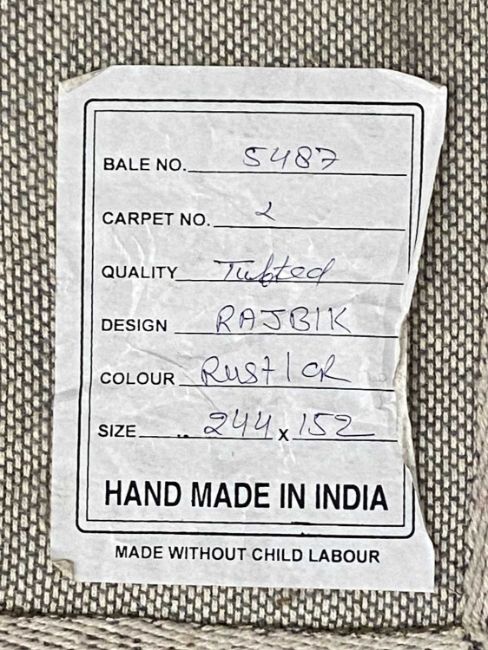 BALE NO. 5487
CARPET NO. 2
QUALITY Tufted
DESIGN RAJBIK
COLOUR Rust/CR
SIZE 244 x 152
HAND MADE IN INDIA
MADE WITHOUT CHILD LABOUR